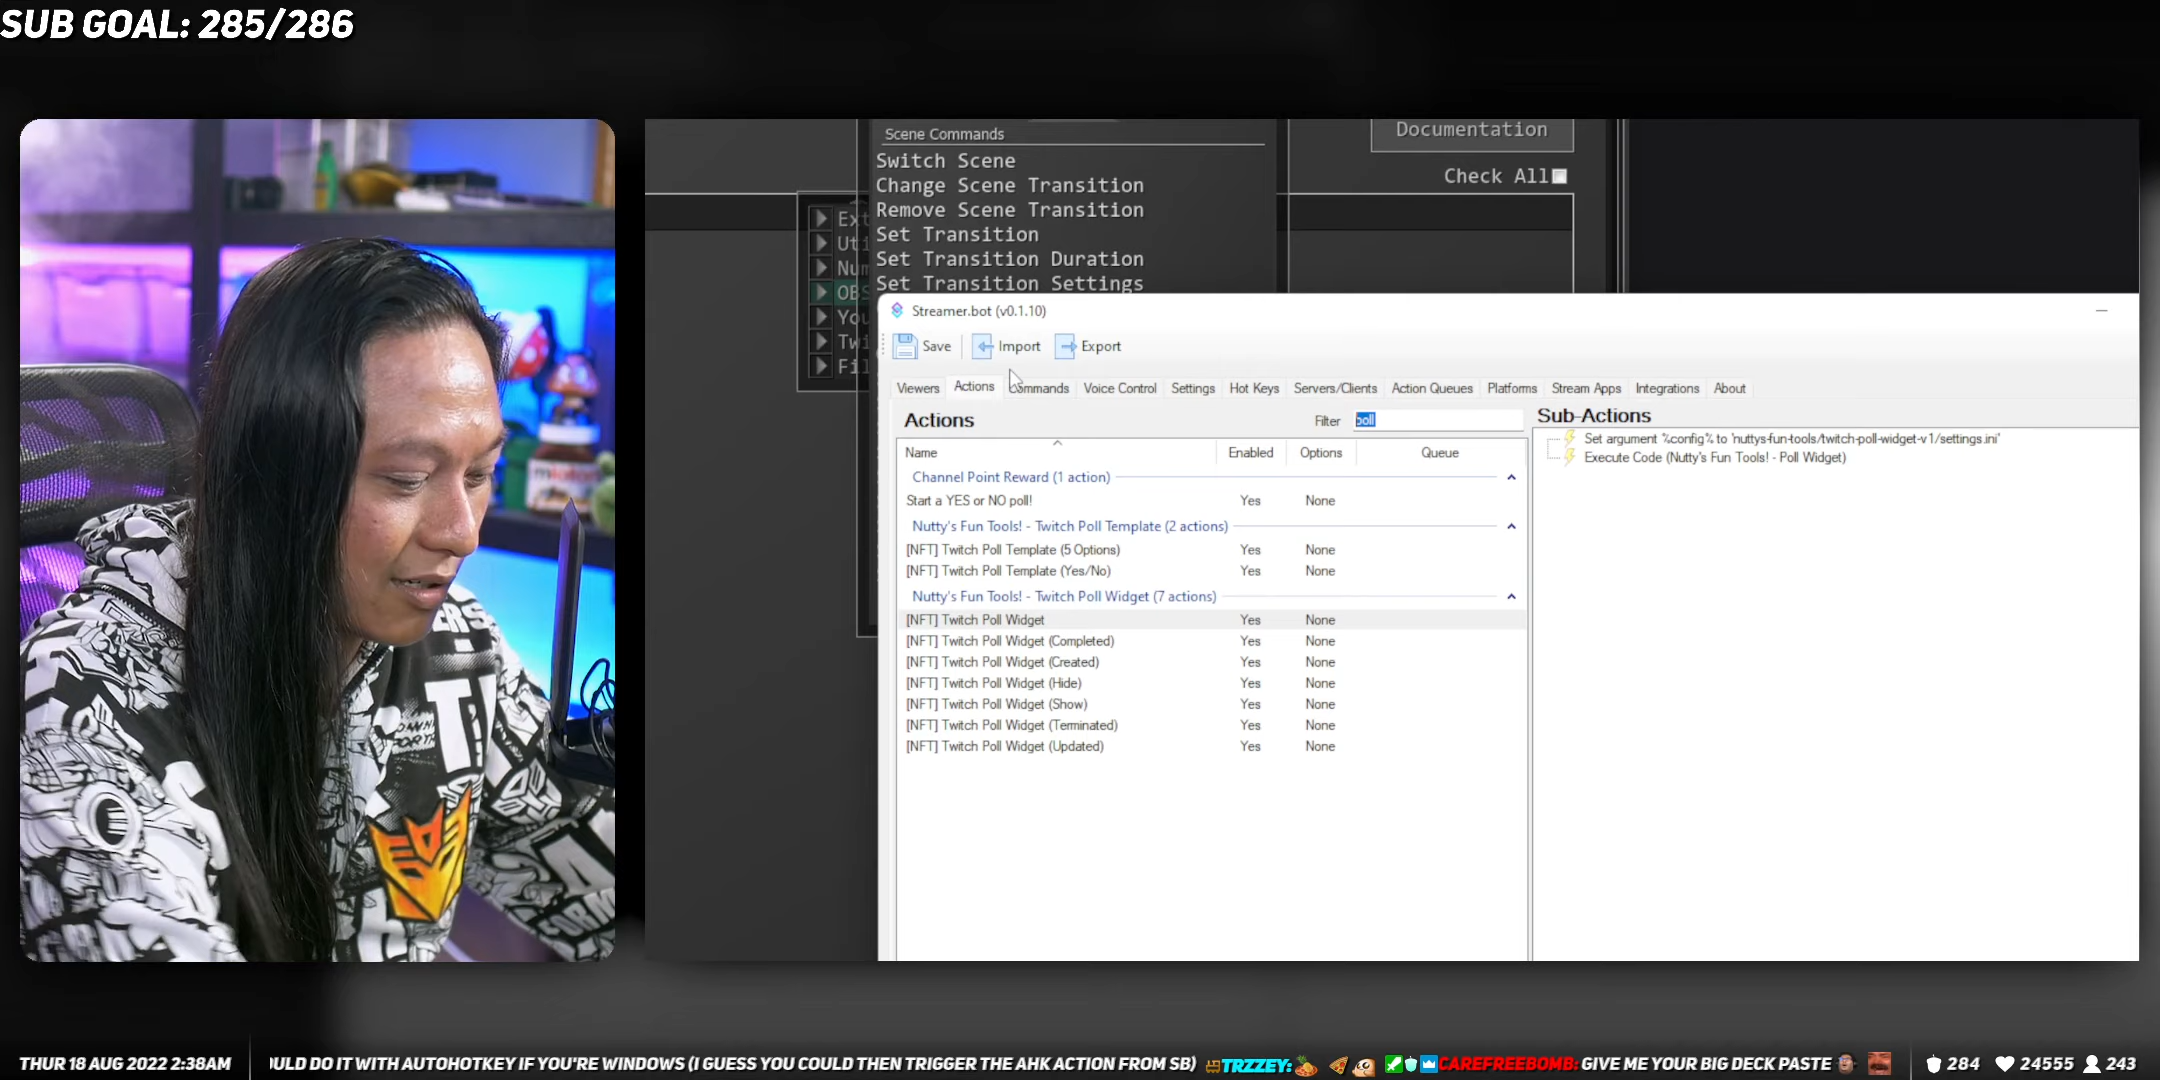 SUB GOAL: 285/286
Scene Commands
Switch Scene
Change Scene Transition
Remove Scene Transition
Set Transition
Set Transition Duration
Set Transition Settings
Documentation
Check All
Ext
Uti
Num
OBS
You
Twi
Fil
Streamer.bot (v0.1.10)
Save Import Export
Viewers Actions Commands Voice Control Settings Hot Keys Servers/Clients Action Queues Platforms Stream Apps Integrations About
Actions Filter poll
Name Enabled Options Queue
Channel Point Reward (1 action)
Start a YES or NO poll! Yes None
Nutty's Fun Tools! - Twitch Poll Template (2 actions)
[NFT] Twitch Poll Template (5 Options) Yes None
[NFT] Twitch Poll Template (Yes/No) Yes None
Nutty's Fun Tools! - Twitch Poll Widget (7 actions)
[NFT] Twitch Poll Widget Yes None
[NFT] Twitch Poll Widget (Completed) Yes None
[NFT] Twitch Poll Widget (Created) Yes None
[NFT] Twitch Poll Widget (Hide) Yes None
[NFT] Twitch Poll Widget (Show) Yes None
[NFT] Twitch Poll Widget (Terminated) Yes None
[NFT] Twitch Poll Widget (Updated) Yes None
Sub-Actions
Set argument %config% to 'nuttys-fun-tools/twitch-poll-widget-v1/settings.ini'
Execute Code (Nutty's Fun Tools! - Poll Widget)
THUR 18 AUG 2022 2:38AM
OULD DO IT WITH AUTOHOTKEY IF YOU'RE WINDOWS (I GUESS YOU COULD THEN TRIGGER THE AHK ACTION FROM SB) TRZZEY: CAREFREEBOMB: GIVE ME YOUR BIG DECK PASTE
284 24555 243